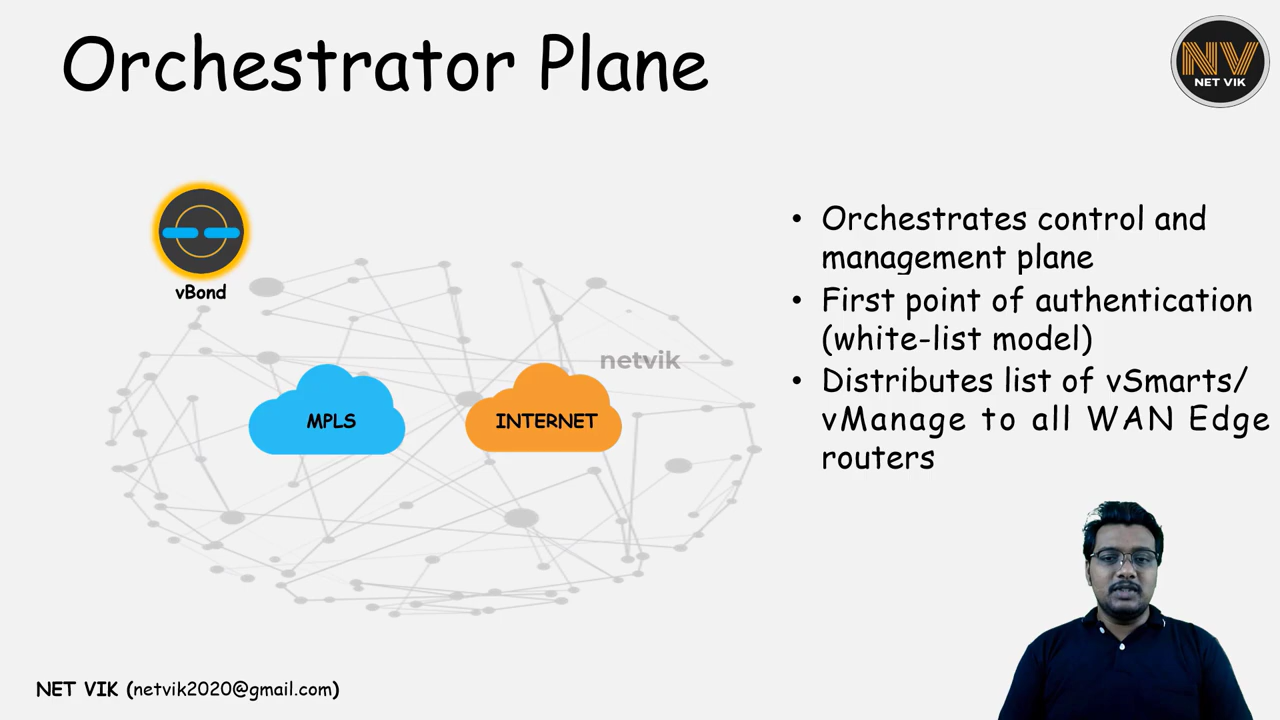 Orchestrator Plane
NV
NET VIK
vBond
• Orchestrates control and
management plane
• First point of authentication
(white-list model)
• Distributes list of vSmarts/
vManage to all WAN Edge
routers
netvik
MPLS
INTERNET
NET VIK (netvik2020@gmail.com)